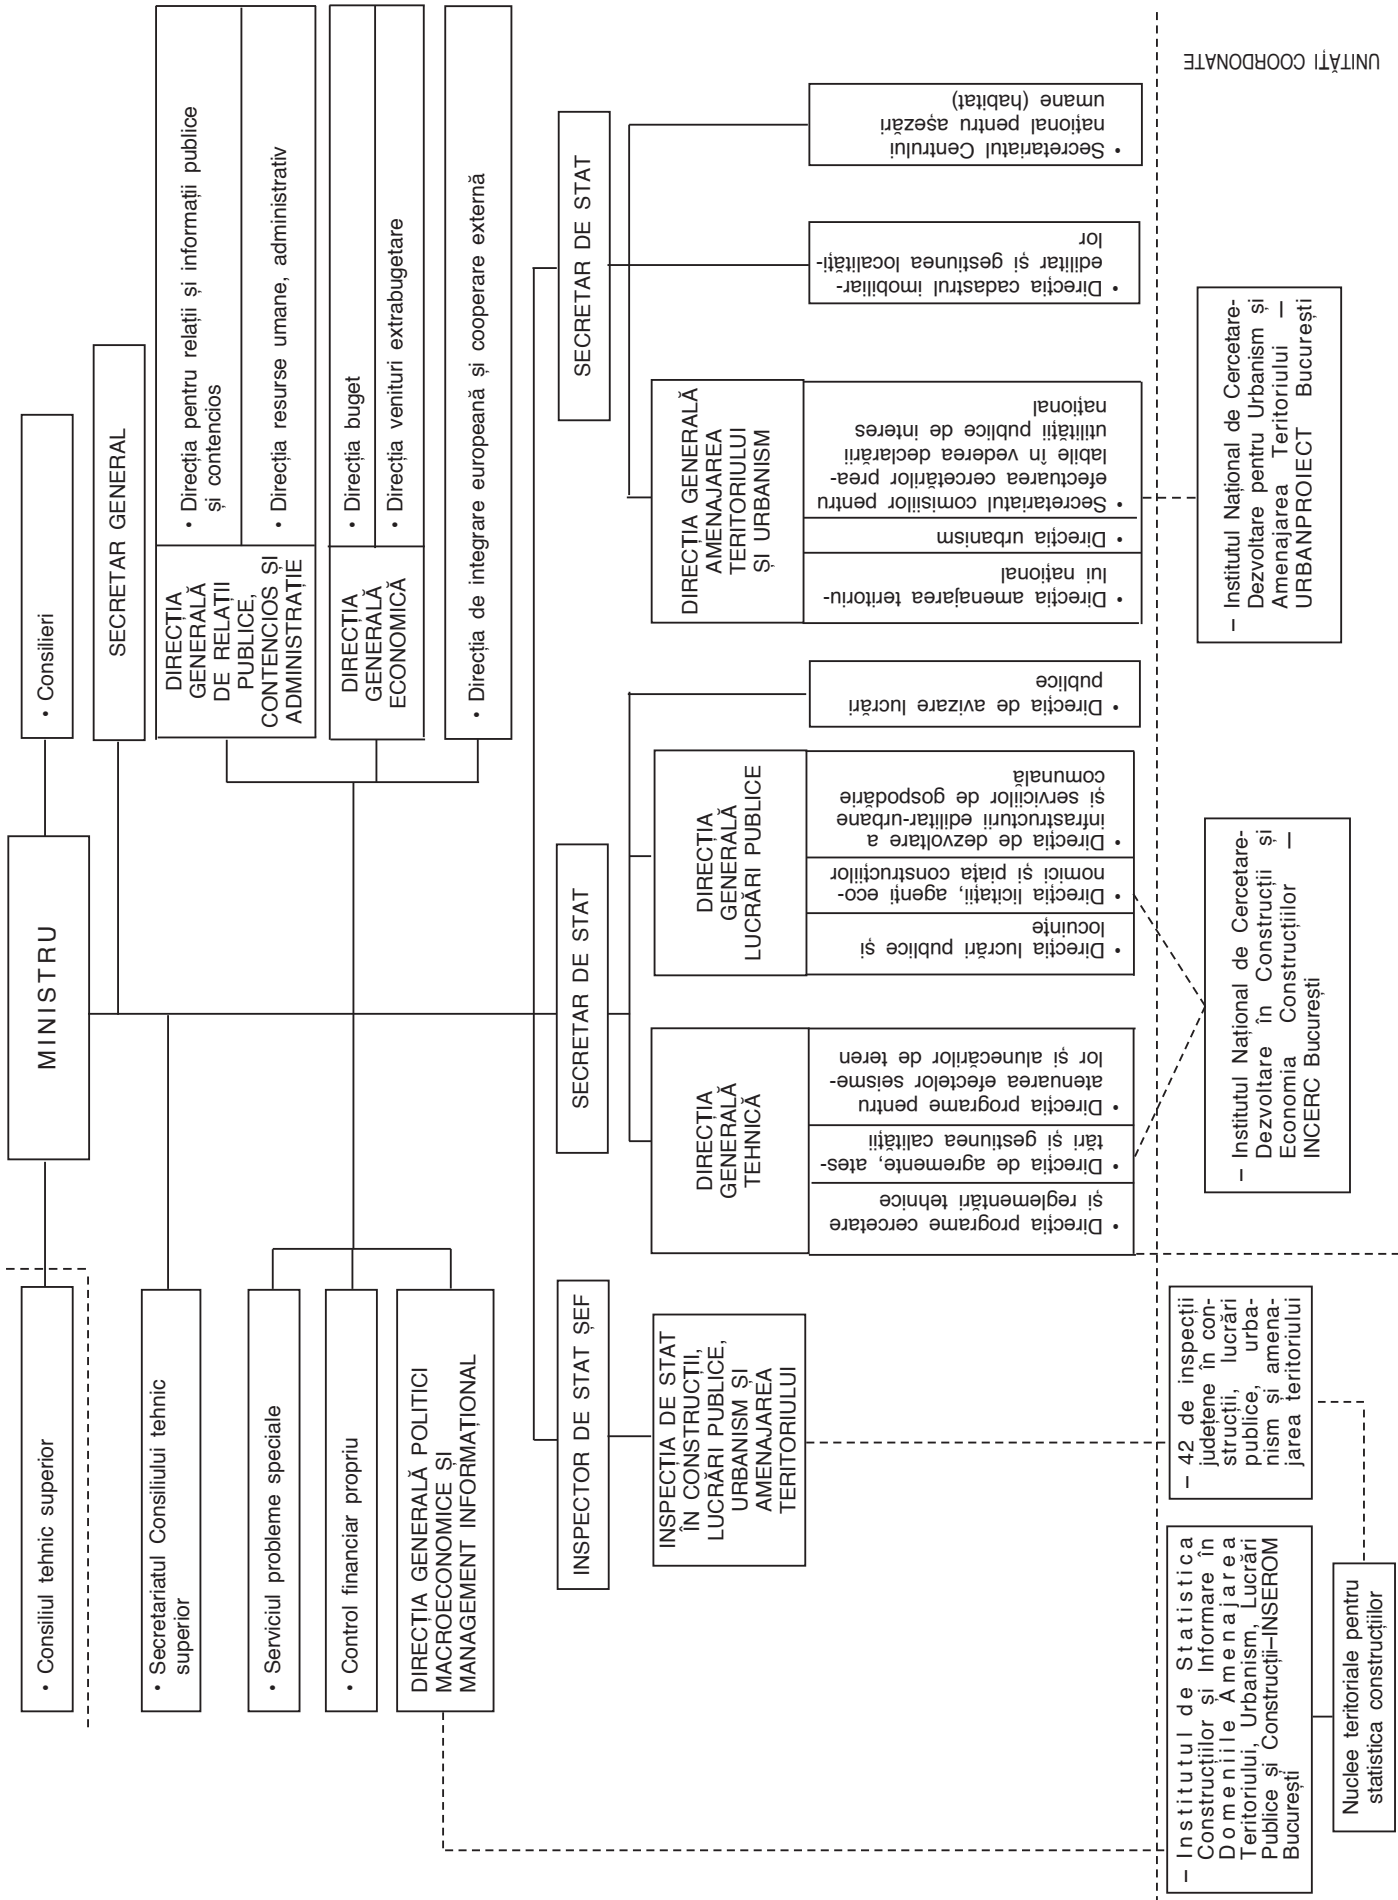 MINISTRU
• Consiliul tehnic superior
• Consilieri
SECRETAR GENERAL
• Secretariatul Consiliului tehnic
superior
• Serviciul probleme speciale
• Control financiar propriu
DIRECȚIA GENERALĂ POLITICI
MACROECONOMICE ȘI
MANAGEMENT INFORMAȚIONAL
DIRECȚIA
GENERALĂ
DE RELAȚII
PUBLICE,
CONTENCIOS ȘI
ADMINISTRAȚIE
• Direcția pentru relații și informații publice
și contencios
• Direcția resurse umane, administrativ
DIRECȚIA
GENERALĂ
ECONOMICĂ
• Direcția buget
• Direcția venituri extrabugetare
• Direcția de integrare europeană și cooperare externă
INSPECTOR DE STAT ȘEF
SECRETAR DE STAT
SECRETAR DE STAT
INSPECȚIA DE STAT
ÎN CONSTRUCȚII,
LUCRĂRI PUBLICE,
URBANISM ȘI
AMENAJAREA
TERITORIULUI
DIRECȚIA
GENERALĂ
TEHNICĂ
• Direcția programe cercetare
și reglementări tehnice
• Direcția de agremente, ates-
tări și gestiunea calității
• Direcția programe pentru
atenuarea efectelor seisme-
lor și alunecărilor de teren
DIRECȚIA
GENERALĂ
LUCRĂRI PUBLICE
• Direcția lucrări publice și
locuințe
• Direcția licitații, agenți eco-
nomici și piața construcțiilor
• Direcția de dezvoltare a
infrastructurii edilitar-urbane
și serviciilor de gospodărie
comunală
• Direcția de avizare lucrări
publice
DIRECȚIA GENERALĂ
AMENAJAREA
TERITORIULUI
ȘI URBANISM
• Direcția amenajarea teritoriu-
lui național
• Direcția urbanism
• Secretariatul comisiilor pentru
efectuarea cercetărilor prea-
labile în vederea declarării
utilității publice de interes
național
• Direcția cadastrul imobiliar-
edilitar și gestiunea localități-
lor
• Secretariatul Centrului
național pentru așezări
umane (habitat)
UNITĂȚI COORDONATE
– Institutul de Statistica
Construcțiilor și Informare în
Domeniile Amenajarea
Teritoriului, Urbanism, Lucrări
Publice și Construcții–INSEROM
București
Nuclee teritoriale pentru
statistica construcțiilor
– 42 de inspecții
județene în con-
strucții, lucrări
publice, urba-
nism și amena-
jarea teritoriului
– Institutul Național de Cercetare-
Dezvoltare în Construcții și
Economia Construcțiilor –
INCERC București
– Institutul Național de Cercetare-
Dezvoltare pentru Urbanism și
Amenajarea Teritoriului –
URBANPROIECT București